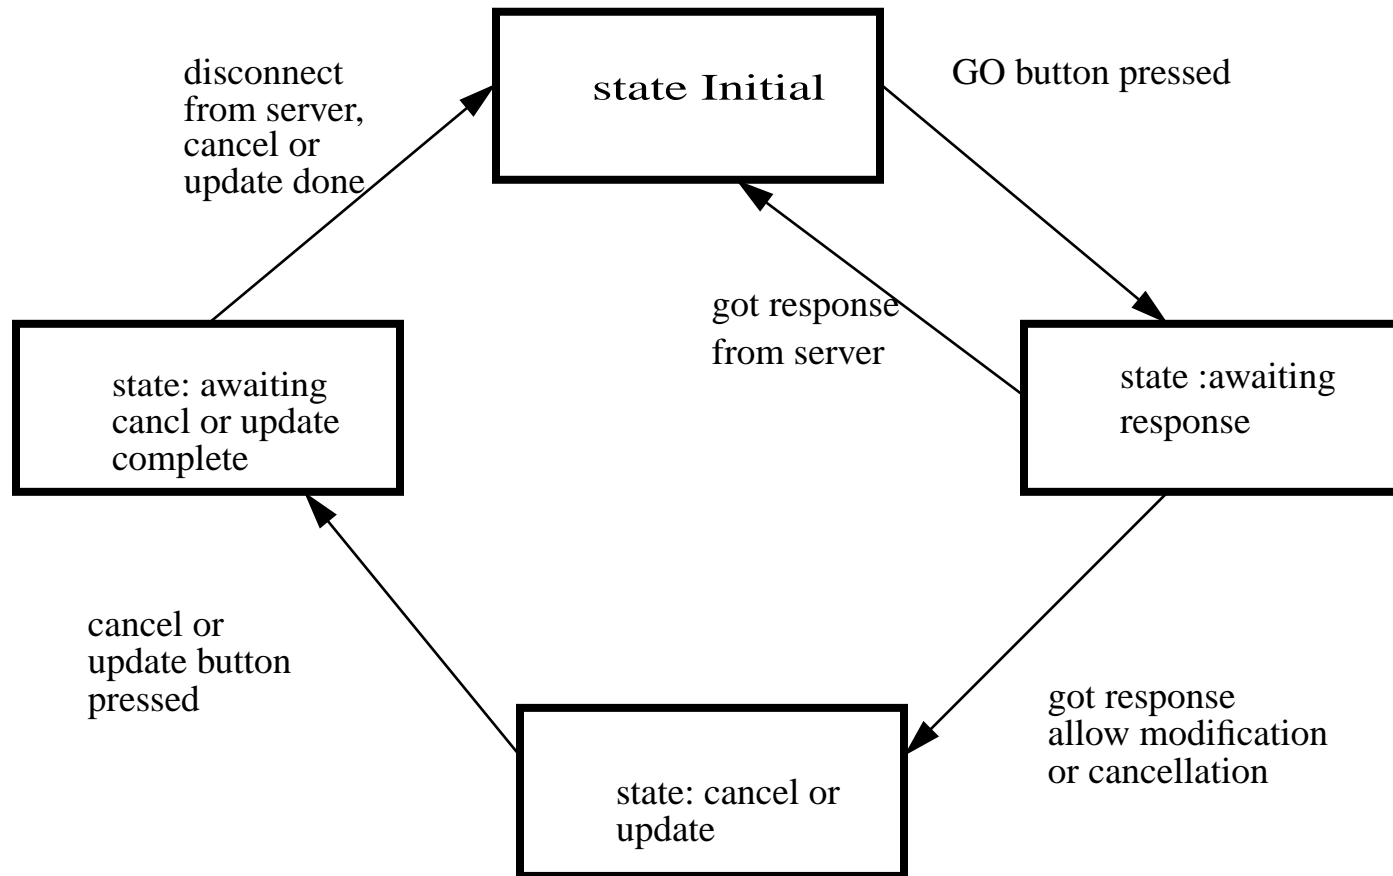 state Initial
GO button pressed
disconnect
from server,
cancel or
update done
got response
from server
state :awaiting
response
state: awaiting
cancl or update
complete
cancel or
update button
pressed
got response
allow modification
or cancellation
state: cancel or
update